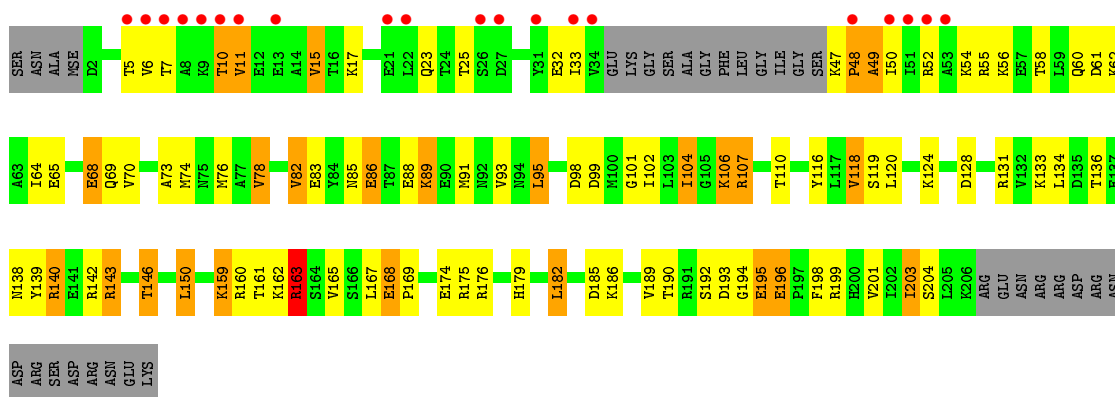 SER ASN ALA MSE D2 T5 V6 T7 A8 K9 T10 V11 E12 E13 A14 V15 T16 K17 E21 L22 Q23 T24 T25 S26 D27 Y31 E32 I33 V34 GLU LYS GLY SER ALA GLY PHE LEU GLY ILE GLY SER K47 P48 A49 I50 I51 R52 A53 K54 R55 K56 E57 T58 L59 Q60 D61 K62
A63 I64 E65 E68 Q69 V70 A73 M74 N75 M76 A77 V78 V82 E83 Y84 N85 E86 T87 E88 K89 E90 M91 N92 V93 N94 L95 D98 D99 M100 G101 I102 L103 I104 G105 K106 R107 T110 Y116 L117 V118 S119 L120 K124 D128 R131 V132 K133 L134 D135 T136 E137
N138 Y139 R140 E141 R142 R143 T146 L150 K159 R160 T161 K162 R163 S164 V165 S166 L167 E168 P169 E174 R175 R176 H179 L182 D185 K186 V189 T190 R191 S192 D193 G194 E195 E196 P197 F198 R199 H200 V201 I202 I203 S204 L205 K206 ARG GLU ASN ARG ARG ASP ARG ASN
ASP ARG SER ASP ARG ASN GLU LYS